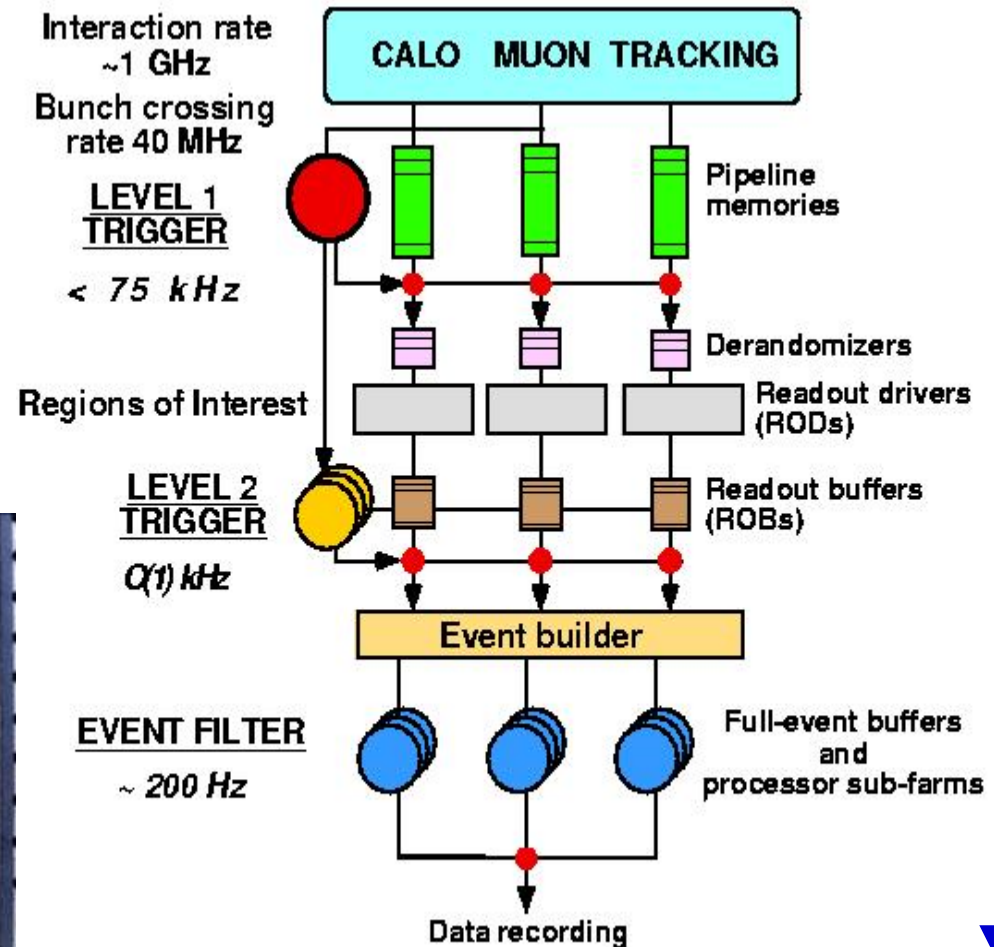 Interaction rate
~1 GHz
CALO MUON TRACKING
Bunch crossing
rate 40 MHz
LEVEL 1
TRIGGER
< 75 kHz
Pipeline
memories
Derandomizers
Regions of Interest
Readout drivers
(RODs)
LEVEL 2
TRIGGER
O(1) kHz
Readout buffers
(ROBs)
Event builder
EVENT FILTER
~ 200 Hz
Full-event buffers
and
processor sub-farms
Data recording